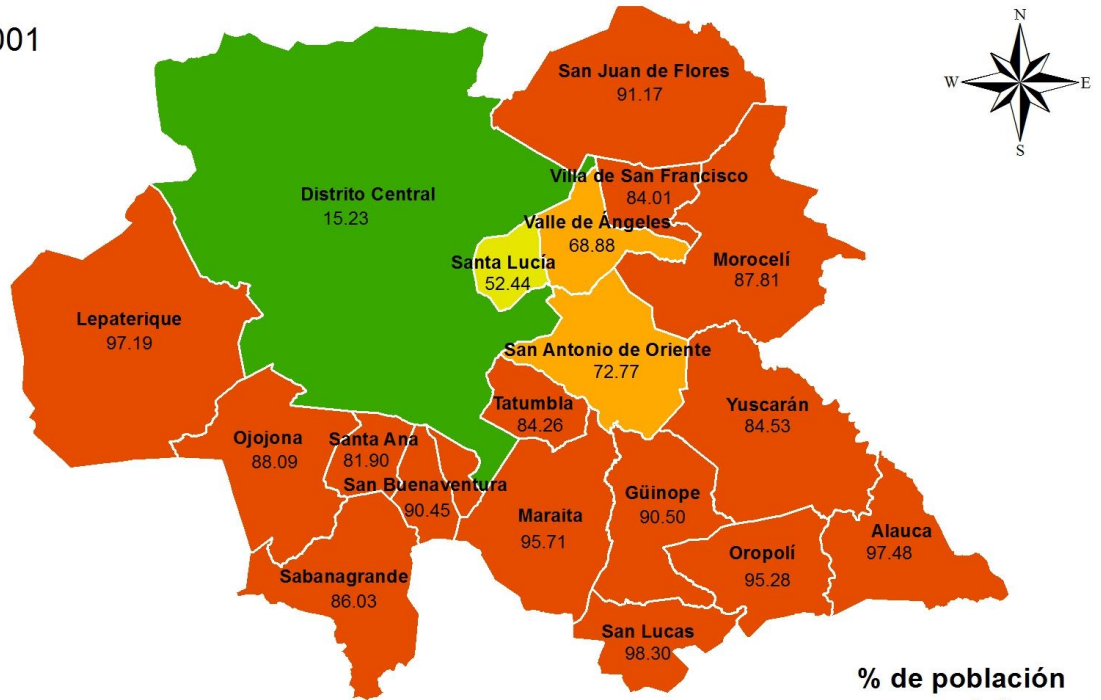 001
N
W
E
S
San Juan de Flores
91.17
Villa de San Francisco
84.01
Distrito Central
15.23
Valle de Ángeles
68.88
Santa Lucía
52.44
Morocelí
87.81
Lepaterique
97.19
San Antonio de Oriente
72.77
Tatumbla
84.26
Yuscarán
84.53
Ojojona
88.09
Santa Ana
81.90
San Buenaventura
90.45
Maraita
95.71
Güinope
90.50
Oropolí
95.28
Alauca
97.48
Sabanagrande
86.03
San Lucas
98.30
% de población